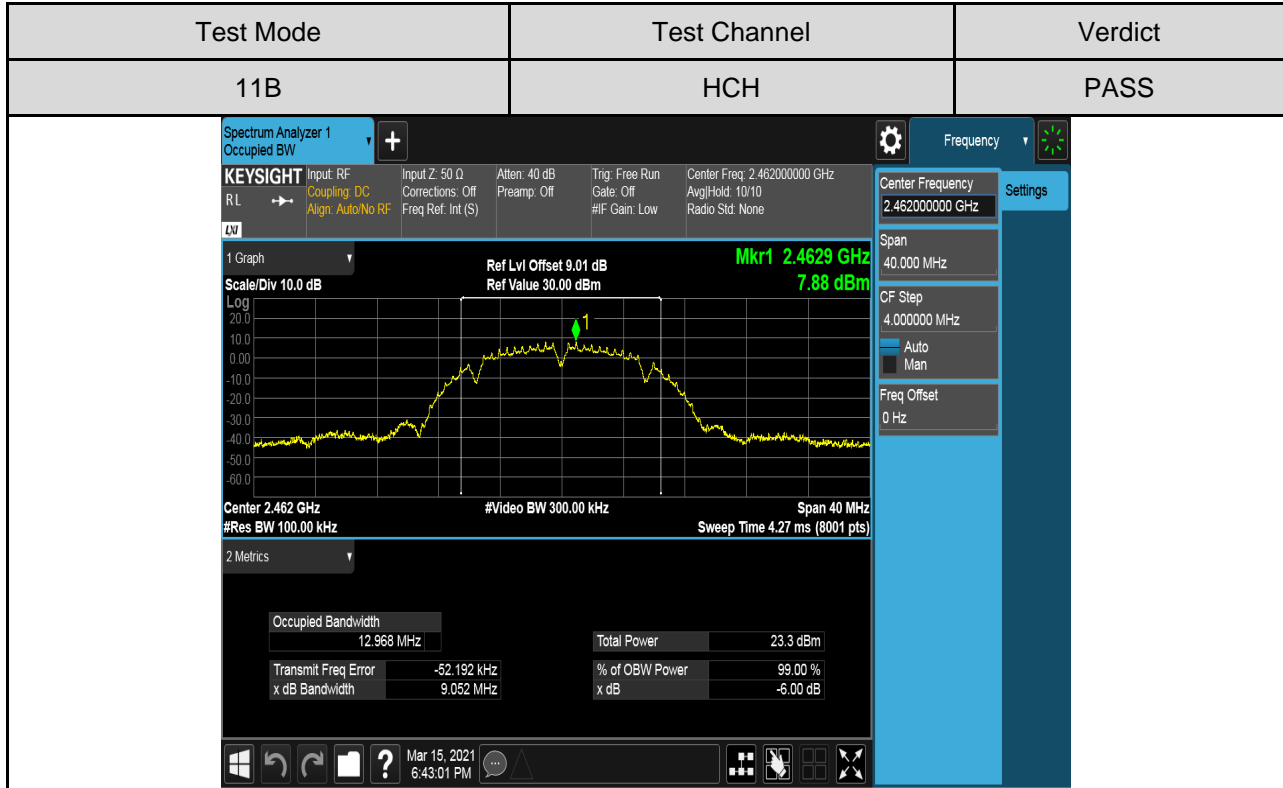 Test Mode Test Channel Verdict
11B HCH PASS
Spectrum Analyzer 1
Occupied BW
+
Frequency
KEYSIGHT
RL
LXI
Input: RF
Coupling: DC
Align: Auto/No RF
Input Z: 50 Ω
Corrections: Off
Freq Ref: Int (S)
Atten: 40 dB
Preamp: Off
Trig: Free Run
Gate: Off
#IF Gain: Low
Center Freq: 2.462000000 GHz
Avg|Hold: 10/10
Radio Std: None
Center Frequency
2.462000000 GHz
Settings
Span
40.000 MHz
CF Step
4.000000 MHz
Auto
Man
Freq Offset
0 Hz
1 Graph
Scale/Div 10.0 dB
Ref Lvl Offset 9.01 dB
Ref Value 30.00 dBm
Mkr1 2.4629 GHz
7.88 dBm
Log
20.0
10.0
0.00
-10.0
-20.0
-30.0
-40.0
-50.0
-60.0
1
Center 2.462 GHz
#Res BW 100.00 kHz
#Video BW 300.00 kHz
Span 40 MHz
Sweep Time 4.27 ms (8001 pts)
2 Metrics
Occupied Bandwidth
12.968 MHz
Total Power 23.3 dBm
Transmit Freq Error -52.192 kHz
% of OBW Power 99.00 %
x dB Bandwidth 9.052 MHz
x dB -6.00 dB
?
Mar 15, 2021
6:43:01 PM